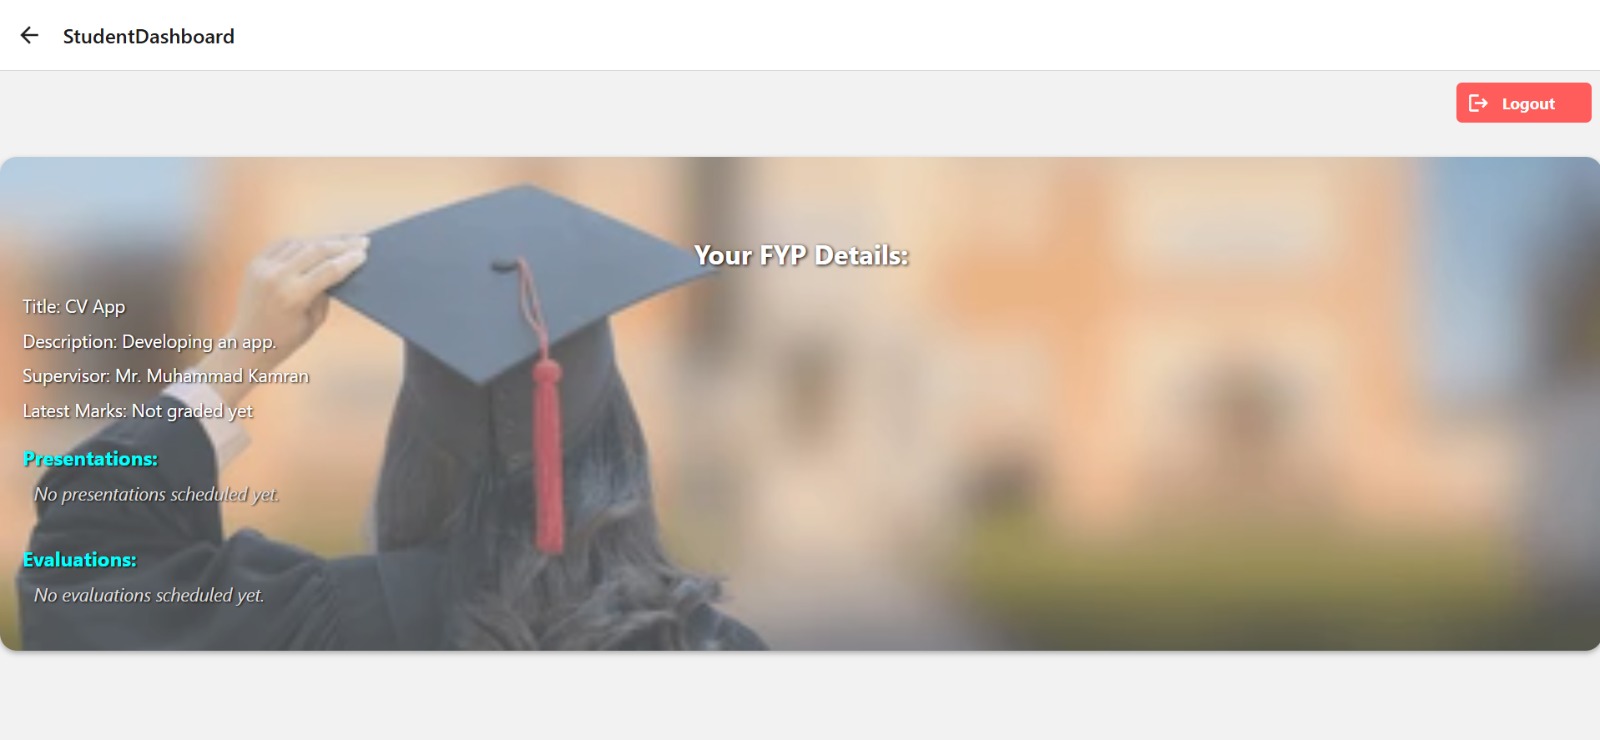 StudentDashboard
Logout
Your FYP Details:
Title: CV App
Description: Developing an app.
Supervisor: Mr. Muhammad Kamran
Latest Marks: Not graded yet
Presentations:
No presentations scheduled yet.
Evaluations:
No evaluations scheduled yet.